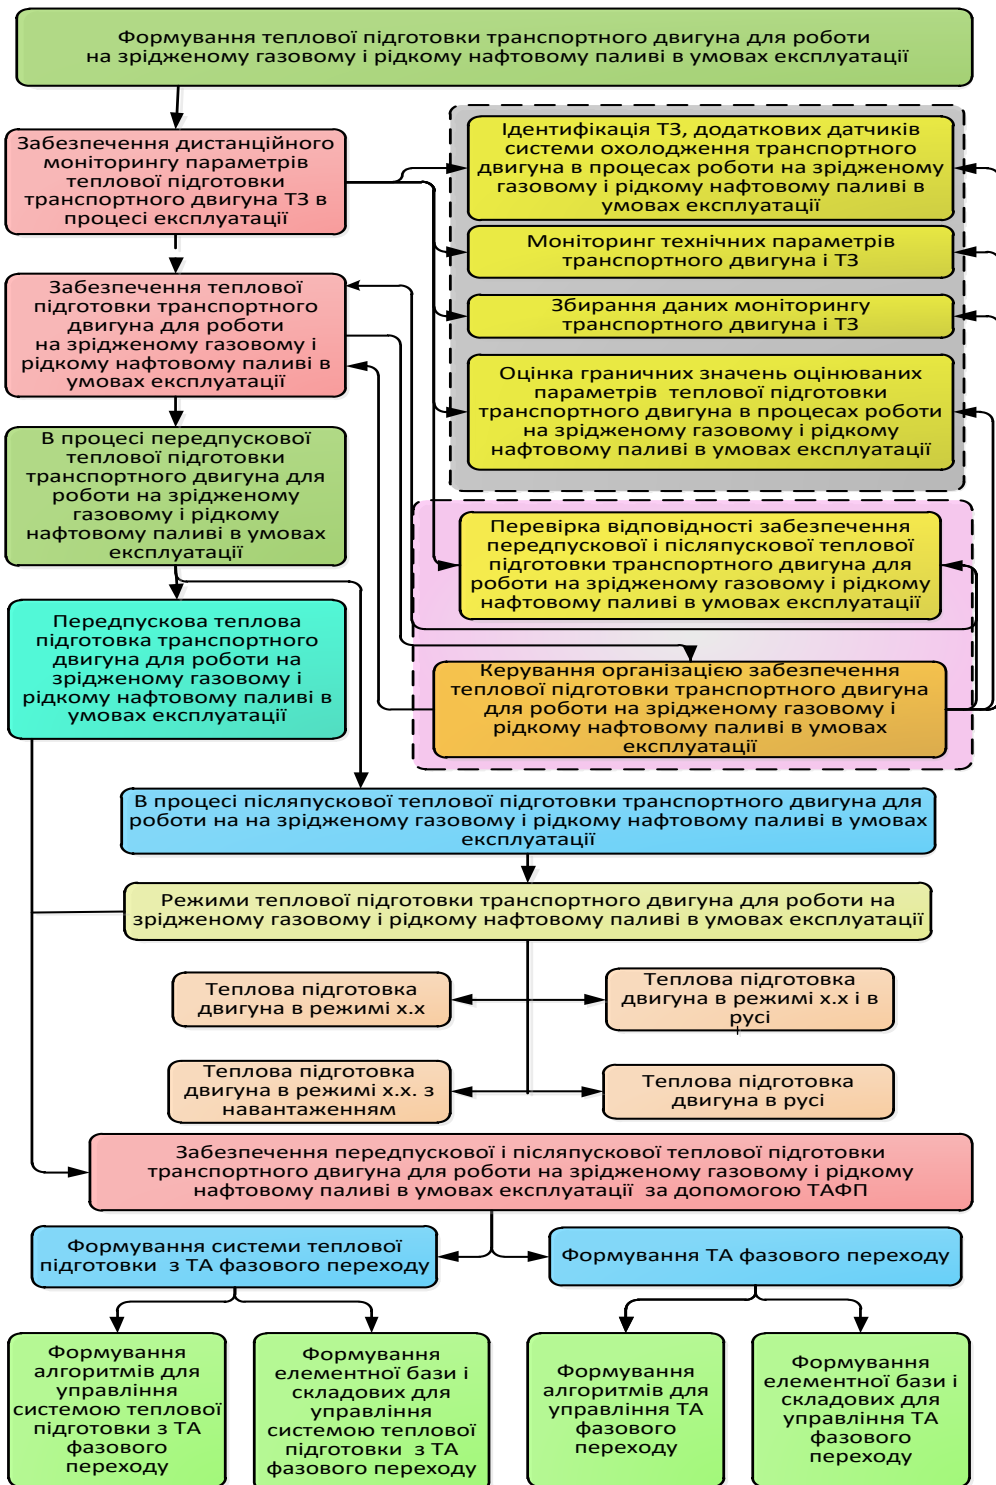 Формування теплової підготовки транспортного двигуна для роботи
на зрідженому газовому і рідкому нафтовому паливі в умовах експлуатації
Забезпечення дистанційного
моніторингу параметрів
теплової підготовки
транспортного двигуна ТЗ в
процесі експлуатації
Ідентифікація ТЗ, додаткових датчиків
системи охолодження транспортного
двигуна в процесах роботи на зрідженому
газовому і рідкому нафтовому паливі в
умовах експлуатації
Моніторинг технічних параметрів
транспортного двигуна і ТЗ
Збирання даних моніторингу
транспортного двигуна і ТЗ
Оцінка граничних значень оцінюваних
параметрів теплової підготовки
транспортного двигуна в процесах роботи
на зрідженому газовому і рідкому
нафтовому паливі в умовах експлуатації
Забезпечення теплової
підготовки транспортного
двигуна для роботи
на зрідженому газовому і
рідкому нафтовому паливі в
умовах експлуатації
В процесі передпускової
теплової підготовки
транспортного двигуна для
роботи на зрідженому
газовому і рідкому
нафтовому паливі в умовах
експлуатації
Перевірка відповідності забезпечення
передпускової і післяпускової теплової
підготовки транспортного двигуна для
роботи на зрідженому газовому і рідкому
нафтовому паливі в умовах експлуатації
Передпускова теплова
підготовка транспортного
двигуна для роботи на
зрідженому газовому і
рідкому нафтовому паливі в
умовах експлуатації
Керування організацією забезпечення
теплової підготовки транспортного двигуна
для роботи на зрідженому газовому і
рідкому нафтовому паливі в умовах
експлуатації
В процесі післяпускової теплової підготовки транспортного двигуна для
роботи на на зрідженому газовому і рідкому нафтовому паливі в умовах
експлуатації
Режими теплової підготовки транспортного двигуна для роботи на
зрідженому газовому і рідкому нафтовому паливі в умовах експлуатації
Теплова підготовка
двигуна в режимі х.х
Теплова підготовка
двигуна в режимі х.х і в
русі
Теплова підготовка
двигуна в режимі х.х. з
навантаженням
Теплова підготовка
двигуна в русі
Забезпечення передпускової і післяпускової теплової підготовки
транспортного двигуна для роботи на зрідженому газовому і рідкому
нафтовому паливі в умовах експлуатації за допомогою ТАФП
Формування системи теплової
підготовки з ТА фазового переходу
Формування ТА фазового переходу
Формування
алгоритмів для
управління
системою теплової
підготовки з ТА
фазового
переходу
Формування
елементної бази і
складових для
управління
системою теплової
підготовки з ТА
фазового переходу
Формування
алгоритмів для
управління ТА
фазового
переходу
Формування
елементної бази і
складових для
управління ТА
фазового
переходу